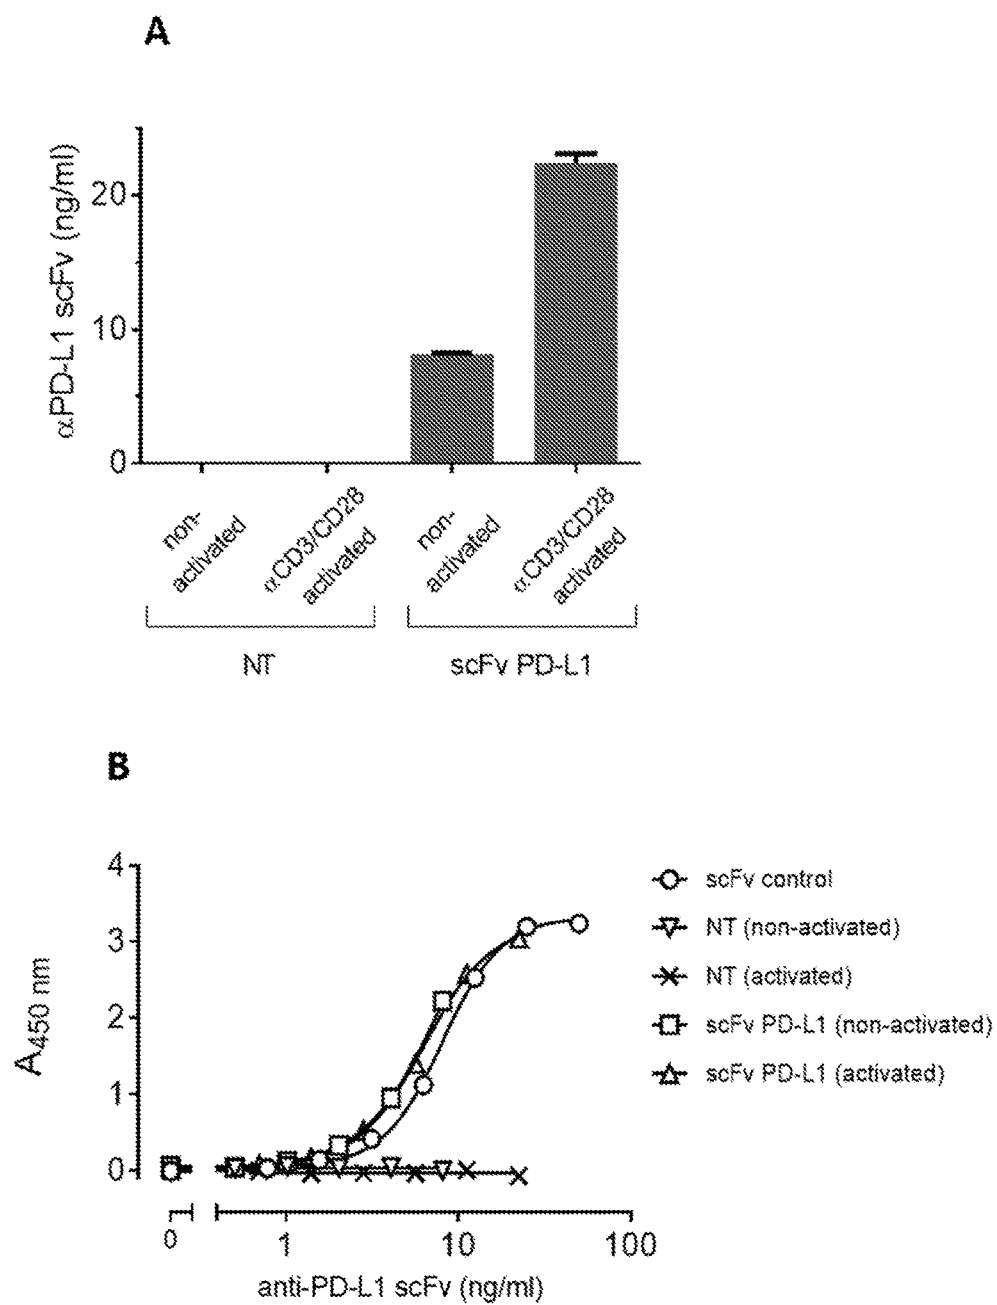 A
αPD-L1 scFv (ng/ml)
20
10
0
non-
activated
αCD3/CD28
activated
non-
activated
αCD3/CD28
activated
NT
scFv PD-L1
B
A450 nm
4
3
2
1
0
0
1
10
100
anti-PD-L1 scFv (ng/ml)
scFv control
NT (non-activated)
NT (activated)
scFv PD-L1 (non-activated)
scFv PD-L1 (activated)